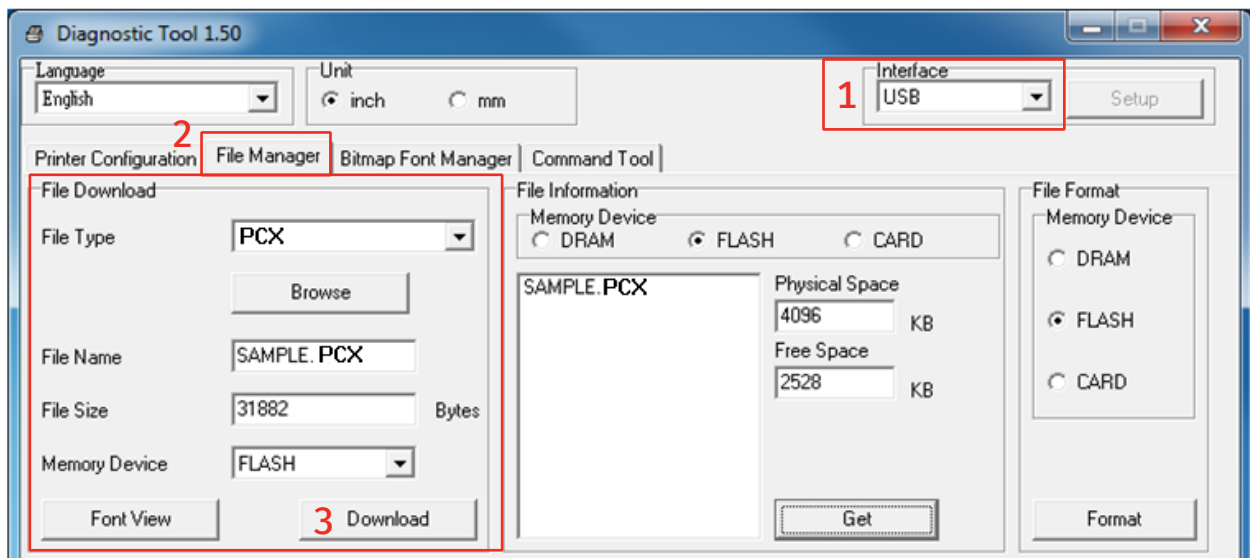 Diagnostic Tool 1.50
Language
English
Unit
inch
mm
1
Interface
USB
Setup
2
Printer Configuration
File Manager
Bitmap Font Manager
Command Tool
File Download
File Type
PCX
Browse
File Name
SAMPLE.PCX
File Size
31882
Bytes
Memory Device
FLASH
Font View
3
Download
File Information
Memory Device
DRAM
FLASH
CARD
SAMPLE.PCX
Physical Space
4096
KB
Free Space
2528
KB
Get
File Format
Memory Device
DRAM
FLASH
CARD
Format